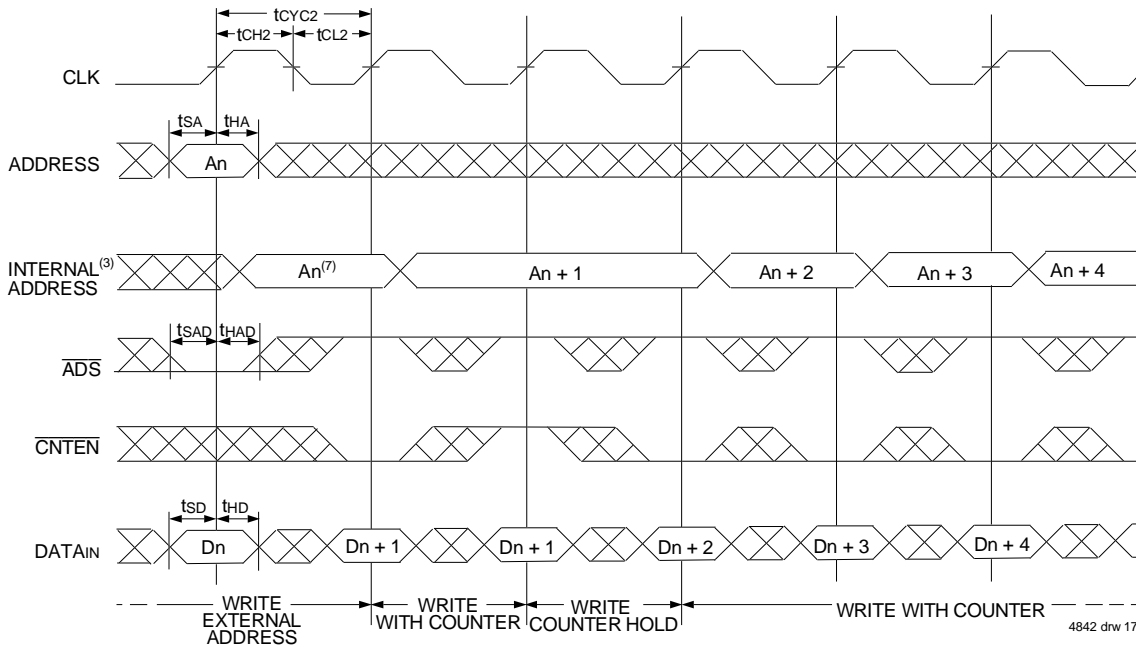 tCYC2
tCH2 tCL2
CLK
tSA tHA
ADDRESS An
INTERNAL(3) ADDRESS An(7) An + 1 An + 2 An + 3 An + 4
tSAD tHAD
ADS
CNTEN
tSD tHD
DATAIN Dn Dn + 1 Dn + 1 Dn + 2 Dn + 3 Dn + 4
WRITE EXTERNAL ADDRESS
WRITE WITH COUNTER
WRITE COUNTER HOLD
WRITE WITH COUNTER
4842 drw 17